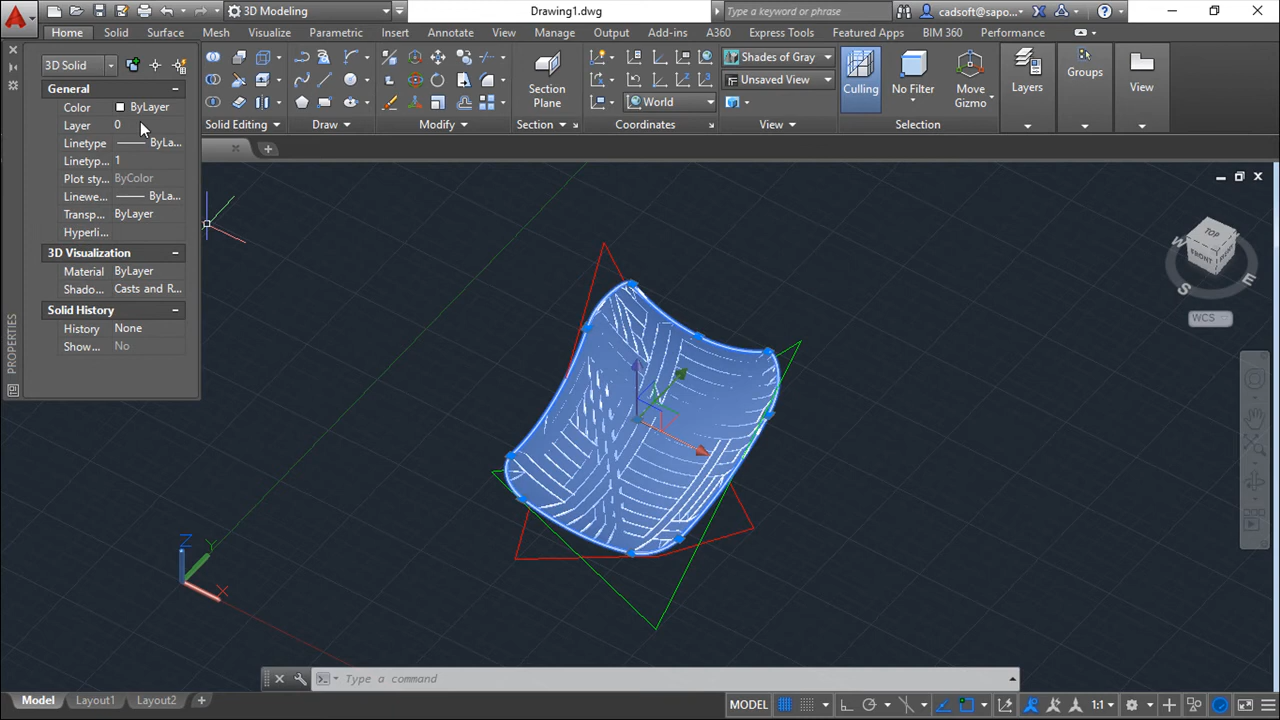 3D Modeling
Drawing1.dwg
Type a keyword or phrase
cadsoft@sapo...
Home Solid Surface Mesh Visualize Parametric Insert Annotate View Manage Output Add-ins A360 Express Tools Featured Apps BIM 360 Performance
Section Plane
Shades of Gray
Unsaved View
World
Culling
No Filter
Move Gizmo
Layers
Groups
View
Solid Editing Draw Modify Section Coordinates View Selection
3D Solid
General
Color ByLayer
Layer 0
Linetype ByLa...
Linetyp... 1
Plot sty... ByColor
Linewe... ByLa...
Transp... ByLayer
Hyperli...
3D Visualization
Material ByLayer
Shado... Casts and R...
Solid History
History None
Show... No
PROPERTIES
TOP
FRONT
W
S
E
WCS
Z
Y
X
Type a command
Model Layout1 Layout2
MODEL
1:1